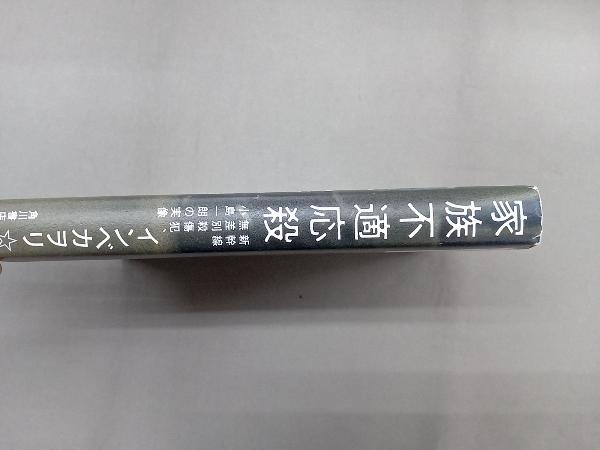 家族不適応殺
新幹線
無差別殺傷犯、
小島一朗の実像
インベカヲリ☆
角川書店